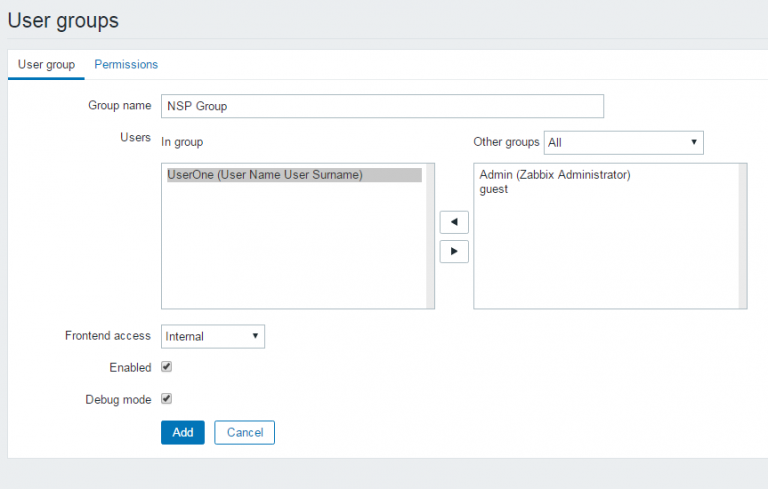 User groups
User group Permissions
Group name NSP Group
Users In group Other groups All
UserOne (User Name User Surname) Admin (Zabbix Administrator)
guest
Frontend access Internal
Enabled
Debug mode
Add Cancel